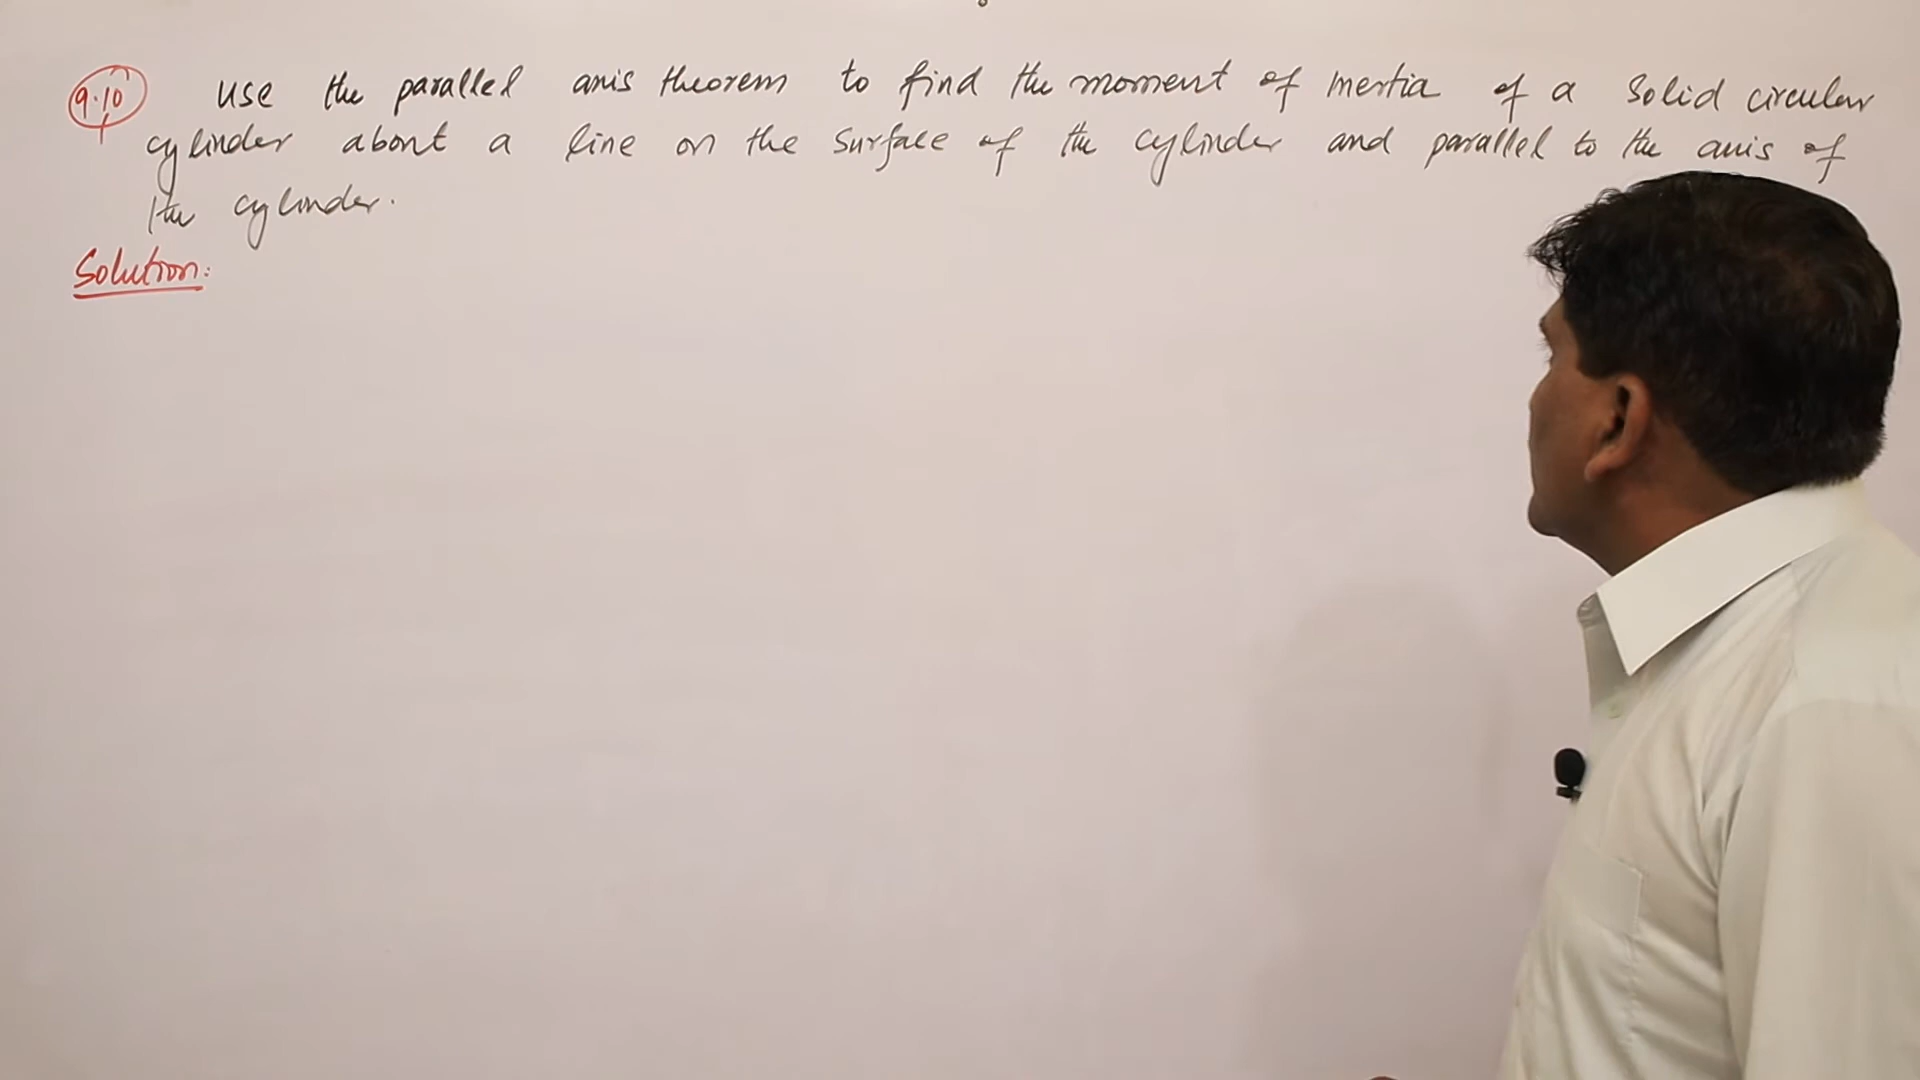 9.10 Use the parallel axis theorem to find the moment of inertia of a solid circular
cylinder about a line on the surface of the cylinder and parallel to the axis of
the cylinder.
Solution: